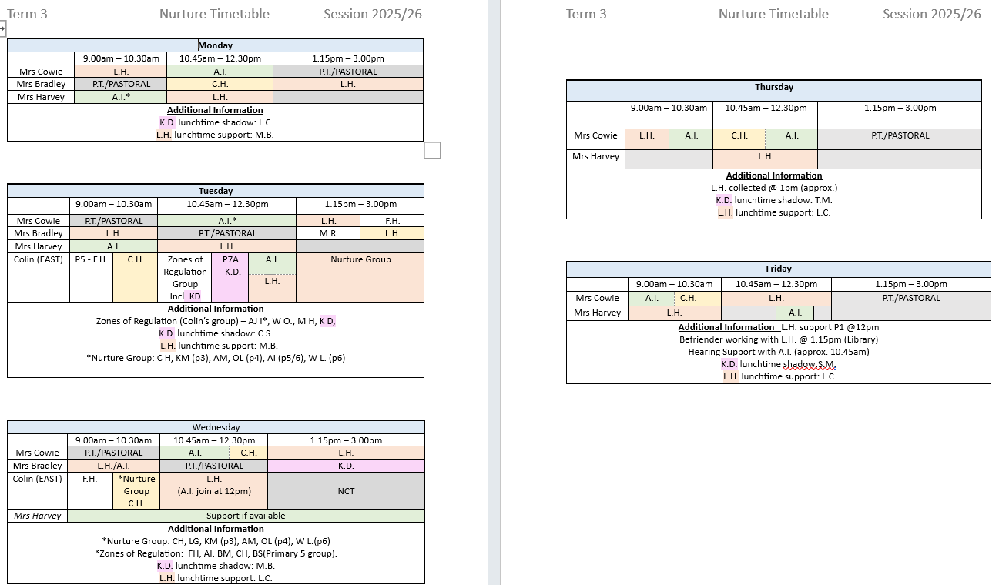 Term 3 Nurture Timetable Session 2025/26
Monday
9.00am – 10.30am 10.45am – 12.30pm 1.15pm – 3.00pm
Mrs Cowie L.H. A.I. P.T./PASTORAL
Mrs Bradley P.T./PASTORAL C.H. L.H.
Mrs Harvey A.I.* L.H.
Additional Information
K.D. lunchtime shadow: L.C
L.H. lunchtime support: M.B.
Tuesday
9.00am – 10.30am 10.45am – 12.30pm 1.15pm – 3.00pm
Mrs Cowie P.T./PASTORAL A.I.* L.H. F.H.
Mrs Bradley L.H. P.T./PASTORAL M.R. L.H.
Mrs Harvey A.I. L.H.
Colin (EAST) P5 - F.H. C.H. Zones of P7A A.I. Nurture Group
Regulation –K.D.
Group L.H.
Incl. KD
Additional Information
Zones of Regulation (Colin's group) – AJ I*, W O., M H, K D,
K.D. lunchtime shadow: C.S.
L.H. lunchtime support: M.B.
*Nurture Group: C H, KM (p3), AM, OL (p4), AI (p5/6), W L. (p6)
Wednesday
9.00am – 10.30am 10.45am – 12.30pm 1.15pm – 3.00pm
Mrs Cowie P.T./PASTORAL A.I. C.H. L.H.
Mrs Bradley L.H./A.I. P.T./PASTORAL K.D.
Colin (EAST) F.H. *Nurture L.H.
Group (A.I. join at 12pm) NCT
C.H.
Mrs Harvey Support if available
Additional Information
*Nurture Group: CH, LG, KM (p3), AM, OL (p4), W L.(p6)
*Zones of Regulation: FH, AI, BM, CH, BS(Primary 5 group).
K.D. lunchtime shadow: M.B.
L.H. lunchtime support: L.C.
Term 3 Nurture Timetable Session 2025/26
Thursday
9.00am – 10.30am 10.45am – 12.30pm 1.15pm – 3.00pm
Mrs Cowie L.H. A.I. C.H. A.I. P.T./PASTORAL
Mrs Harvey L.H.
Additional Information
L.H. collected @ 1pm (approx.)
K.D. lunchtime shadow: T.M.
L.H. lunchtime support: L.C.
Friday
9.00am – 10.30am 10.45am – 12.30pm 1.15pm – 3.00pm
Mrs Cowie A.I. C.H. L.H. P.T./PASTORAL
Mrs Harvey L.H. A.I.
Additional Information L.H. support P1 @12pm
Befriender working with L.H. @ 1.15pm (Library)
Hearing Support with A.I. (approx. 10.45am)
K.D. lunchtime shadow:S.M.
L.H. lunchtime support: L.C.